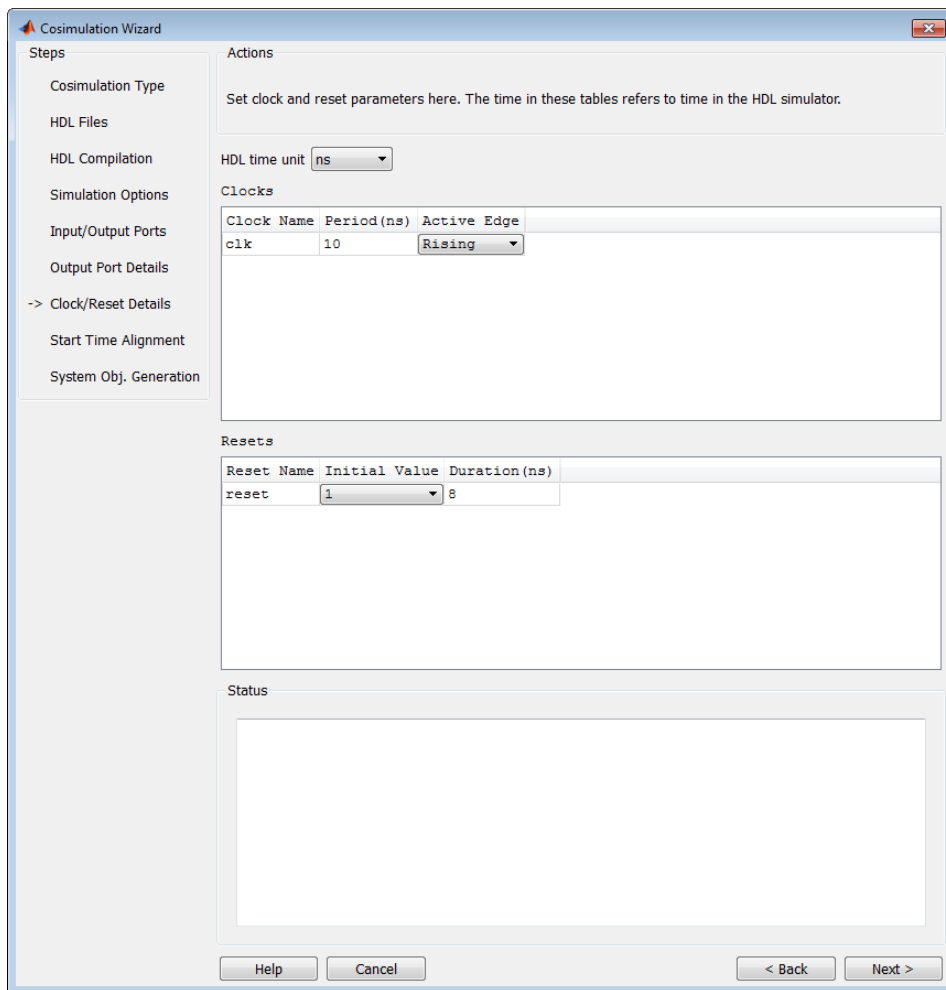 Cosimulation Wizard
Steps
Cosimulation Type
HDL Files
HDL Compilation
Simulation Options
Input/Output Ports
Output Port Details
-> Clock/Reset Details
Start Time Alignment
System Obj. Generation
Actions
Set clock and reset parameters here. The time in these tables refers to time in the HDL simulator.
HDL time unit ns
Clocks
Clock Name Period(ns) Active Edge
clk 10 Rising
Resets
Reset Name Initial Value Duration(ns)
reset 1 8
Status
Help Cancel < Back Next >